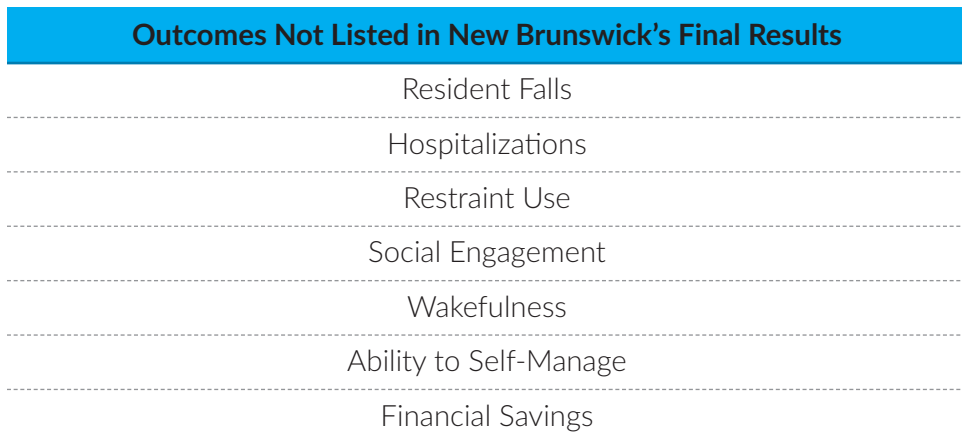 Outcomes Not Listed in New Brunswick’s Final Results
Resident Falls
Hospitalizations
Restraint Use
Social Engagement
Wakefulness
Ability to Self-Manage
Financial Savings